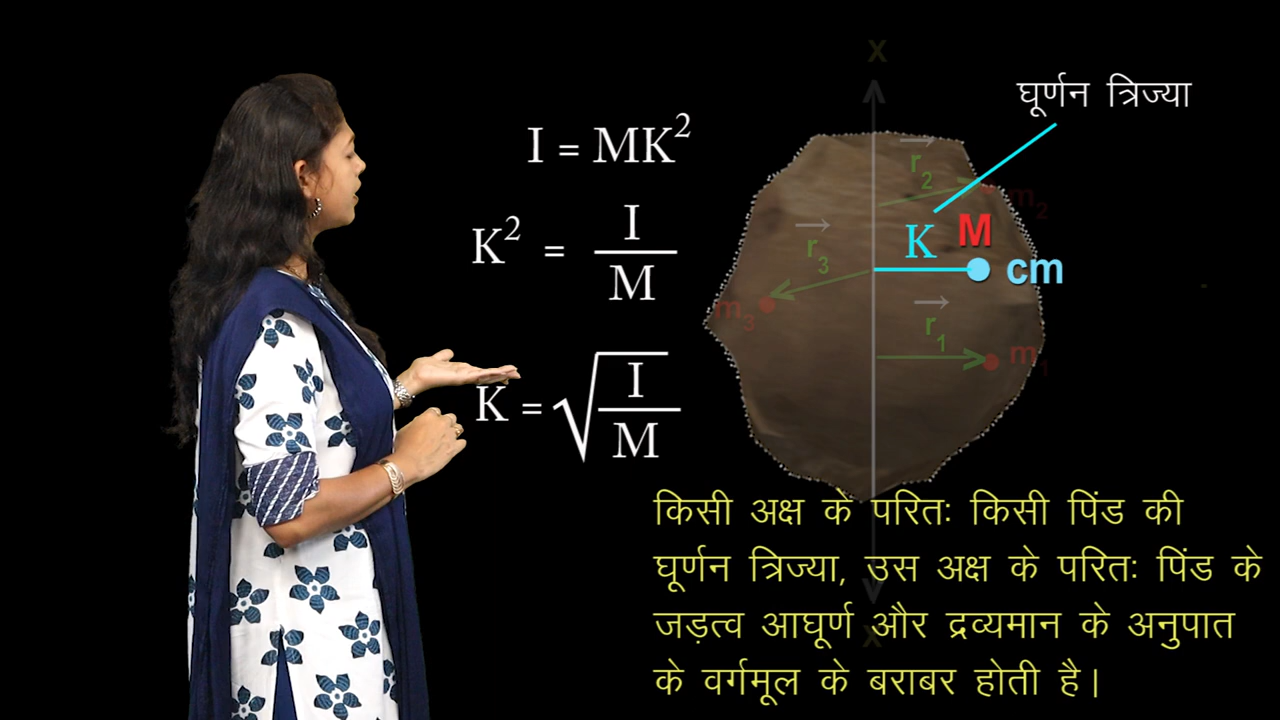 X
घूर्णन त्रिज्या
I = MK²
r₂
m₂
K² = I/M
K M
r₃
cm
m₃
r₁
m₁
K = √(I/M)
किसी अक्ष के परितः किसी पिंड की
घूर्णन त्रिज्या, उस अक्ष के परितः पिंड के
जड़त्व आघूर्ण और द्रव्यमान के अनुपात
X
के वर्गमूल के बराबर होती है।